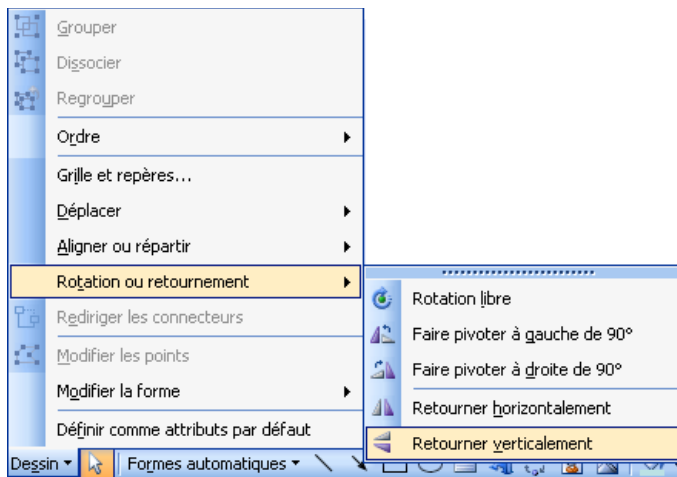 Grouper
Dissocier
Regrouper
Ordre
Grille et repères...
Déplacer
Aligner ou répartir
Rotation ou retournement
Rediriger les connecteurs
Modifier les points
Modifier la forme
Définir comme attributs par défaut
Rotation libre
Faire pivoter à gauche de 90°
Faire pivoter à droite de 90°
Retourner horizontalement
Retourner verticalement
Dessin
Formes automatiques